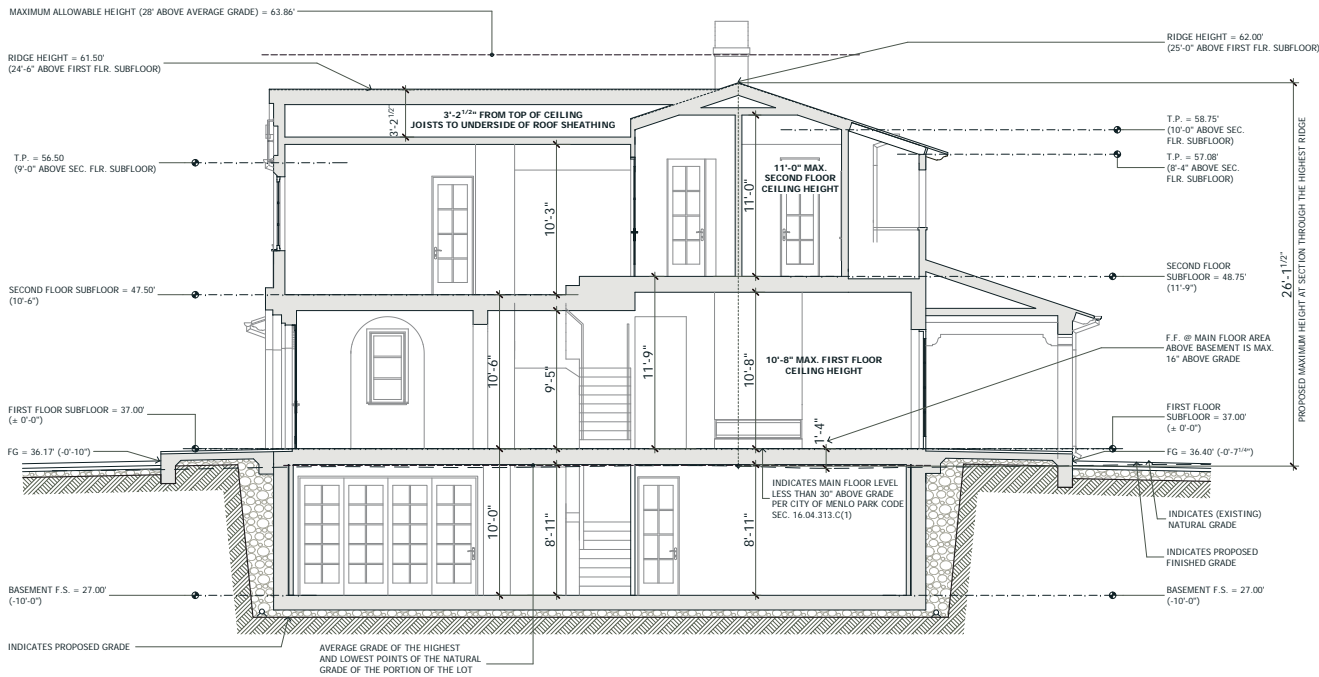 MAXIMUM ALLOWABLE HEIGHT (28' ABOVE AVERAGE GRADE) = 63.86'
RIDGE HEIGHT = 61.50'
(24'-6" ABOVE FIRST FLR. SUBFLOOR)
RIDGE HEIGHT = 62.00'
(25'-0" ABOVE FIRST FLR. SUBFLOOR)
3'-2 1/2"
3'-2 1/2" FROM TOP OF CEILING
JOISTS TO UNDERSIDE OF ROOF SHEATHING
T.P. = 56.50
(9'-0" ABOVE SEC. FLR. SUBFLOOR)
T.P. = 58.75'
(10'-0" ABOVE SEC.
FLR. SUBFLOOR)
T.P. = 57.08'
(8'-4" ABOVE SEC.
FLR. SUBFLOOR)
10'-3"
11'-0"
11'-0" MAX.
SECOND FLOOR
CEILING HEIGHT
SECOND FLOOR SUBFLOOR = 47.50'
(10'-6")
SECOND FLOOR
SUBFLOOR = 48.75'
(11'-9")
26'-1 1/2"
PROPOSED MAXIMUM HEIGHT AT SECTION THROUGH THE HIGHEST RIDGE
10'-6"
9'-5"
11'-9"
10'-8"
10'-8" MAX. FIRST FLOOR
CEILING HEIGHT
1'-4"
F.F. @ MAIN FLOOR AREA
ABOVE BASEMENT IS MAX.
16" ABOVE GRADE
FIRST FLOOR SUBFLOOR = 37.00'
(± 0'-0")
FIRST FLOOR
SUBFLOOR = 37.00'
(± 0'-0")
FG = 36.17' (-0'-10")
FG = 36.40' (-0'-7 1/4")
INDICATES MAIN FLOOR LEVEL
LESS THAN 30" ABOVE GRADE
PER CITY OF MENLO PARK CODE
SEC. 16.04.313.C(1)
INDICATES (EXISTING)
NATURAL GRADE
INDICATES PROPOSED
FINISHED GRADE
10'-0"
8'-11"
8'-11"
BASEMENT F.S. = 27.00'
(-10'-0")
BASEMENT F.S. = 27.00'
(-10'-0")
INDICATES PROPOSED GRADE
AVERAGE GRADE OF THE HIGHEST
AND LOWEST POINTS OF THE NATURAL
GRADE OF THE PORTION OF THE LOT